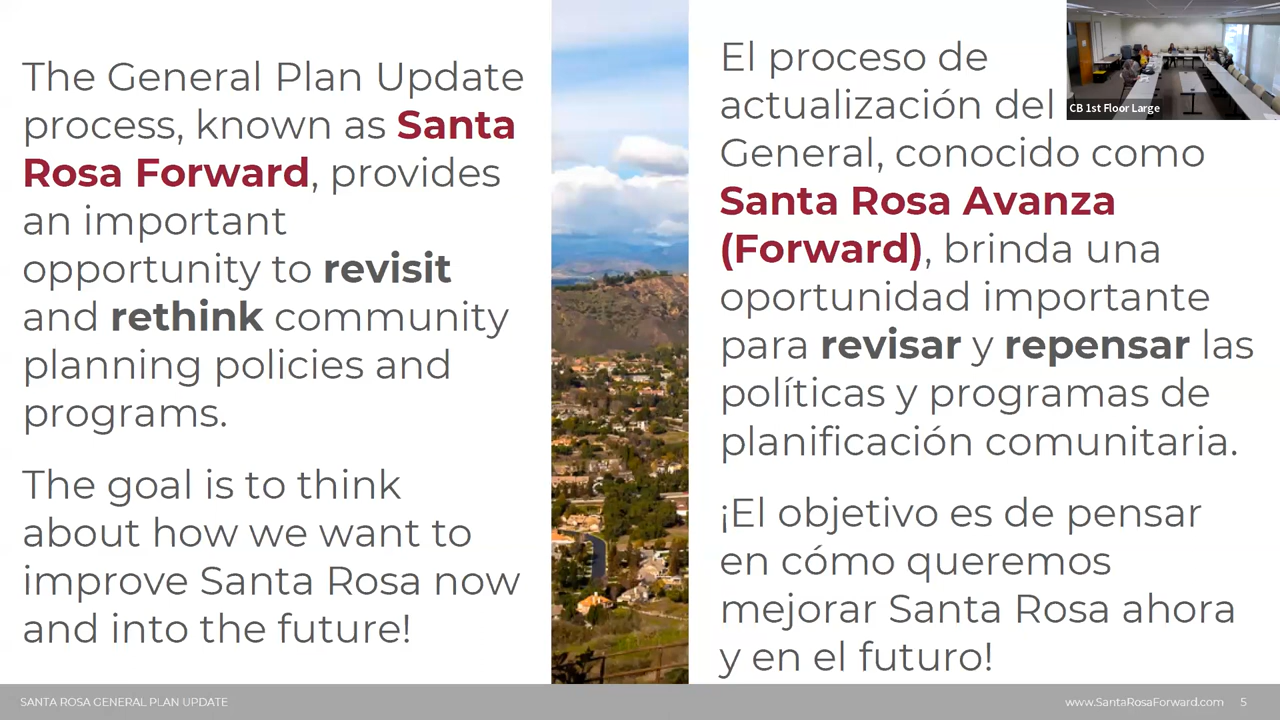 The General Plan Update
process, known as Santa
Rosa Forward, provides
an important
opportunity to revisit
and rethink community
planning policies and
programs.
The goal is to think
about how we want to
improve Santa Rosa now
and into the future!
El proceso de
actualización del
General, conocido como
Santa Rosa Avanza
(Forward), brinda una
oportunidad importante
para revisar y repensar las
políticas y programas de
planificación comunitaria.
¡El objetivo es de pensar
en cómo queremos
mejorar Santa Rosa ahora
y en el futuro!
CB 1st Floor Large
SANTA ROSA GENERAL PLAN UPDATE
www.SantaRosaForward.com 5